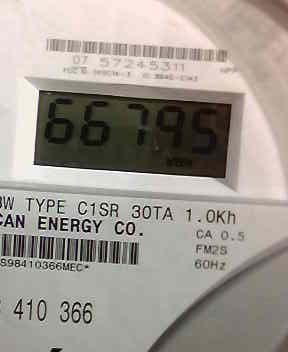 07 57245311
66795
3W TYPE C1SR 30TA 1.0Kh
CAN ENERGY CO.
CA 0.5
FM2S
S98410366MEC*
60Hz
410 366